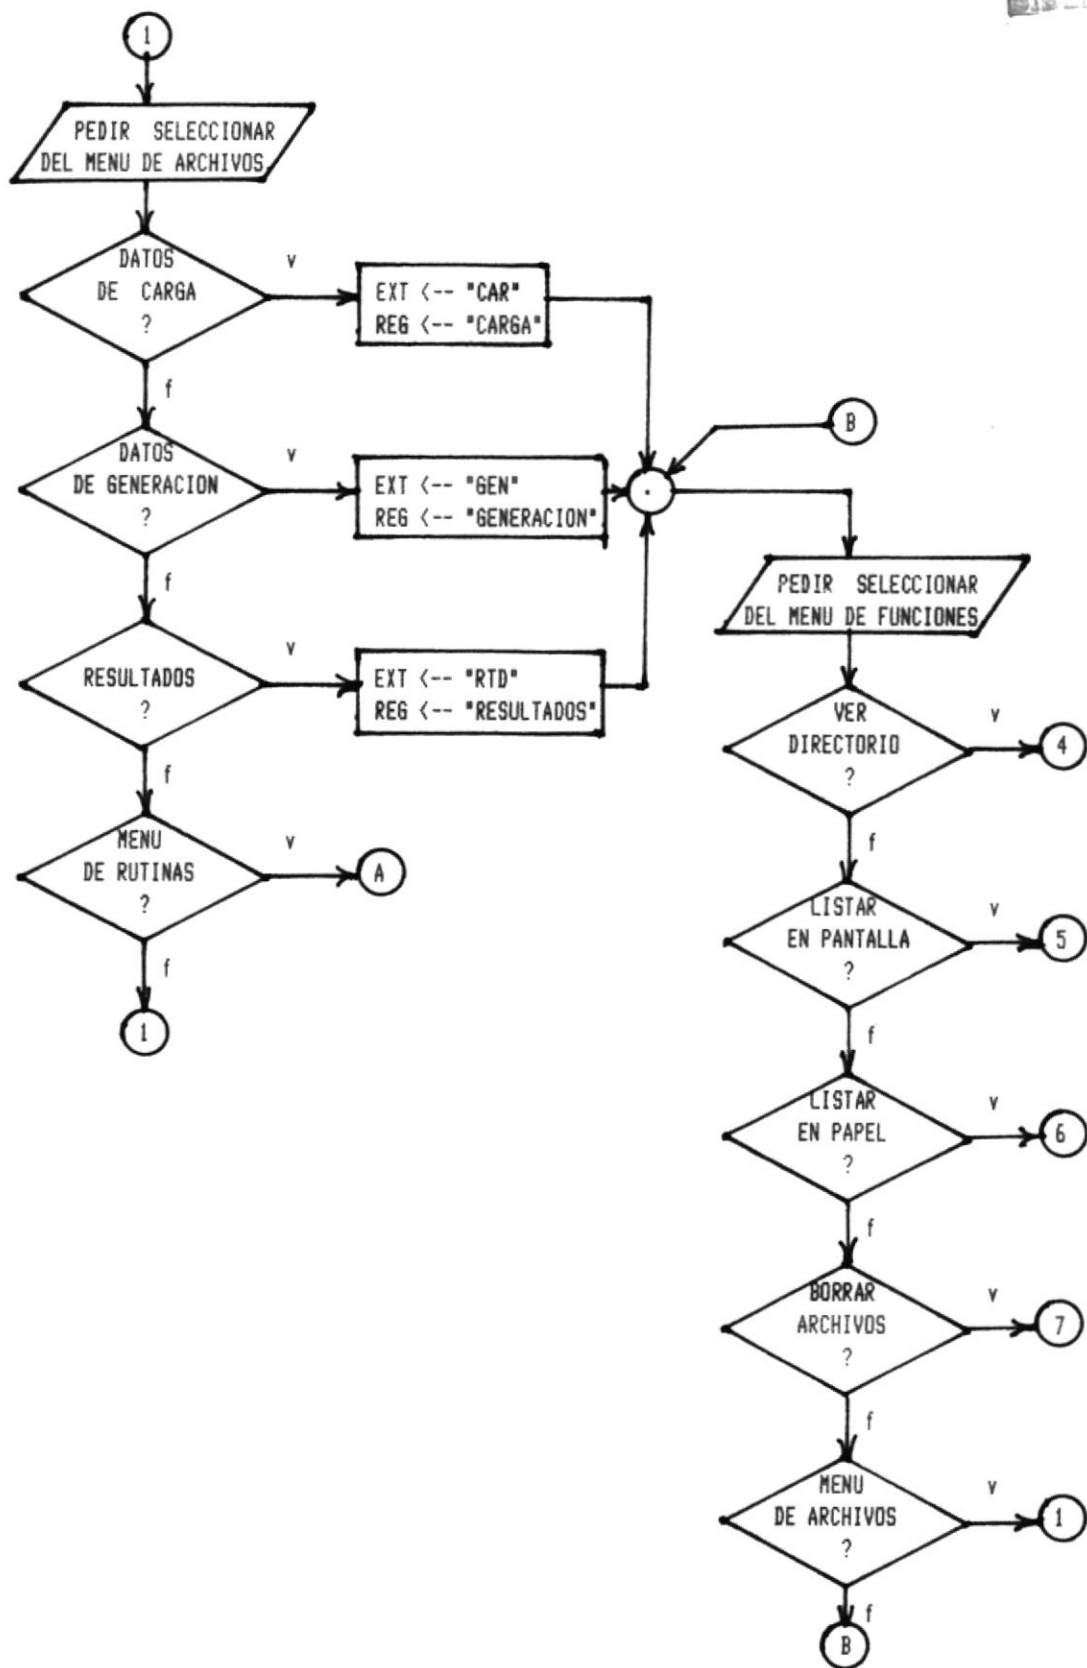 1
PEDIR SELECCIONAR
DEL MENU DE ARCHIVOS
DATOS
DE CARGA
?
v
EXT <-- "CAR"
REG <-- "CARGA"
f
DATOS
DE GENERACION
?
v
EXT <-- "GEN"
REG <-- "GENERACION"
f
RESULTADOS
?
v
EXT <-- "RTD"
REG <-- "RESULTADOS"
f
MENU
DE RUTINAS
?
v
A
f
1
B
.
PEDIR SELECCIONAR
DEL MENU DE FUNCIONES
VER
DIRECTORIO
?
v
4
f
LISTAR
EN PANTALLA
?
v
5
f
LISTAR
EN PAPEL
?
v
6
f
BORRAR
ARCHIVOS
?
v
7
f
MENU
DE ARCHIVOS
?
v
1
f
B